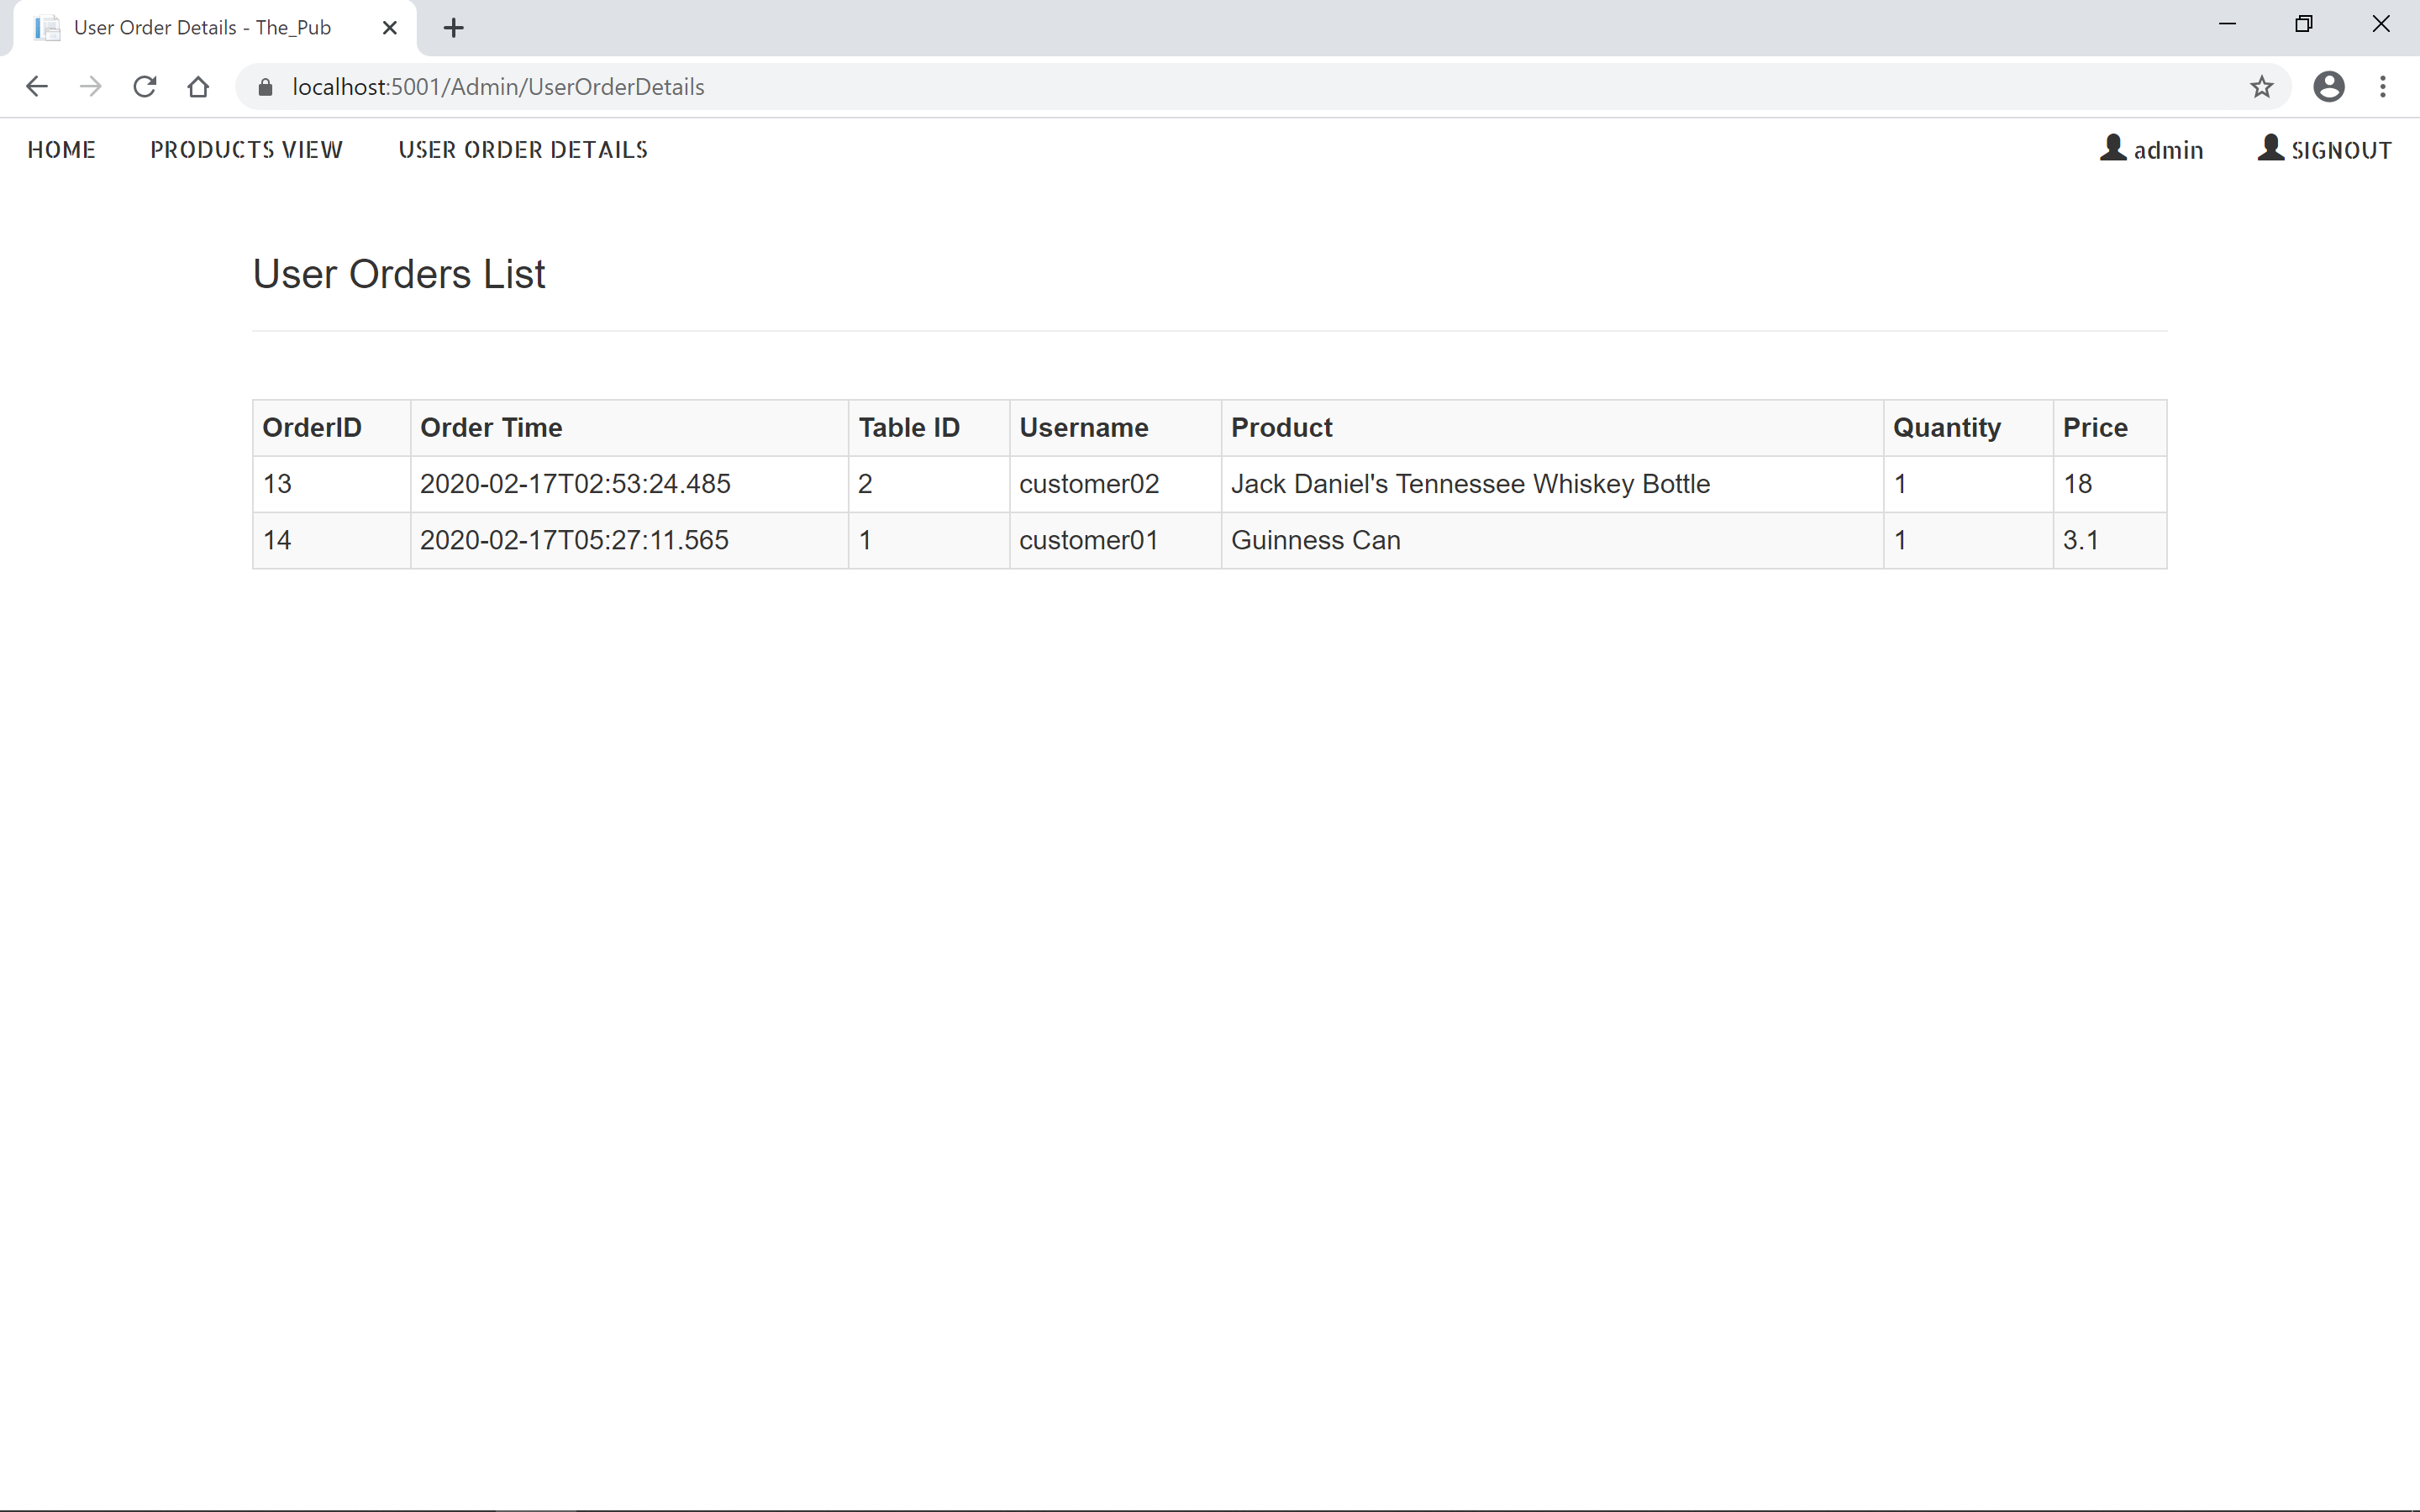 User Order Details - The_Pub
localhost:5001/Admin/UserOrderDetails
HOME PRODUCTS VIEW USER ORDER DETAILS admin SIGNOUT
User Orders List
OrderID Order Time Table ID Username Product Quantity Price
13 2020-02-17T02:53:24.485 2 customer02 Jack Daniel's Tennessee Whiskey Bottle 1 18
14 2020-02-17T05:27:11.565 1 customer01 Guinness Can 1 3.1